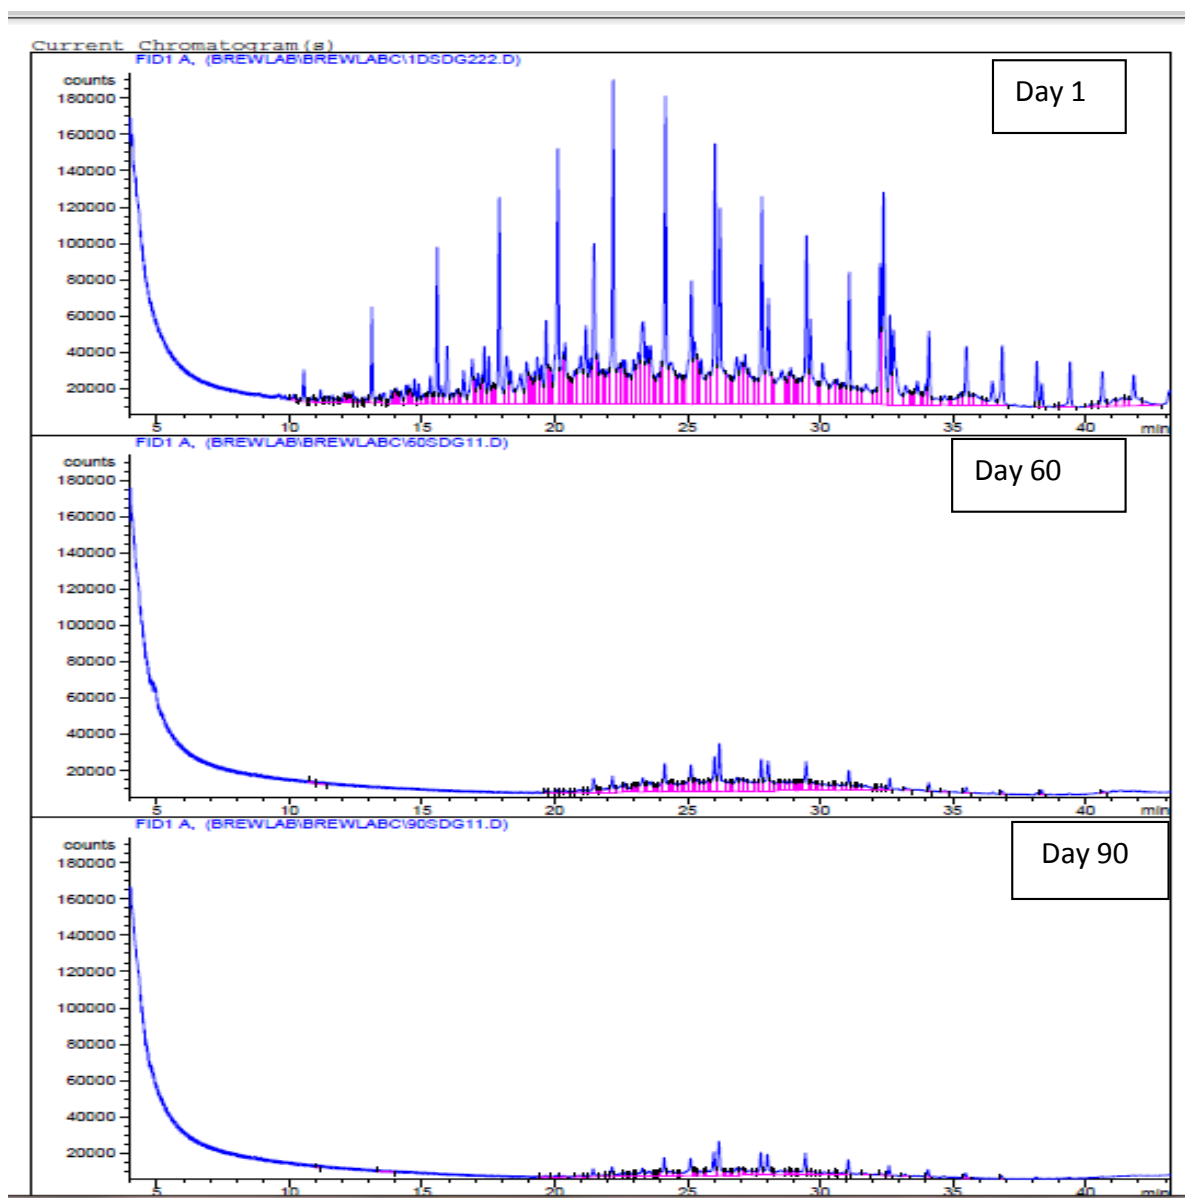 Current Chromatogram(s)
FID1 A, (BREWLAB\BREWLABC\1DSDG222.D)
counts
Day 1
180000
160000
140000
120000
100000
80000
60000
40000
20000
5 10 15 20 25 30 35 40 min
FID1 A, (BREWLAB\BREWLABC\60SDG11.D)
counts
Day 60
180000
160000
140000
120000
100000
80000
60000
40000
20000
5 10 15 20 25 30 35 40 min
FID1 A, (BREWLAB\BREWLABC\90SDG11.D)
counts
Day 90
180000
160000
140000
120000
100000
80000
60000
40000
20000
5 10 15 20 25 30 35 40 min